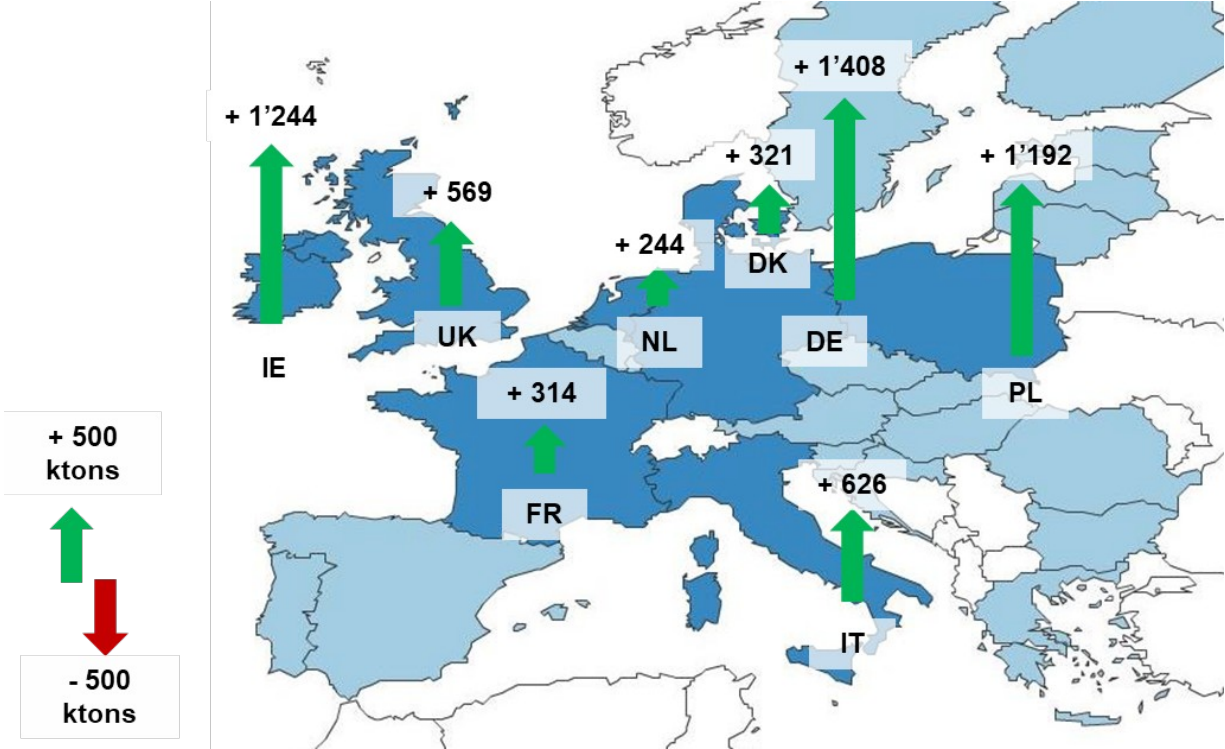 + 1’408
+ 1’244
+ 321
+ 1’192
+ 569
+ 244
DK
UK
NL
DE
IE
+ 314
PL
+ 500
ktons
+ 626
FR
IT
- 500
ktons